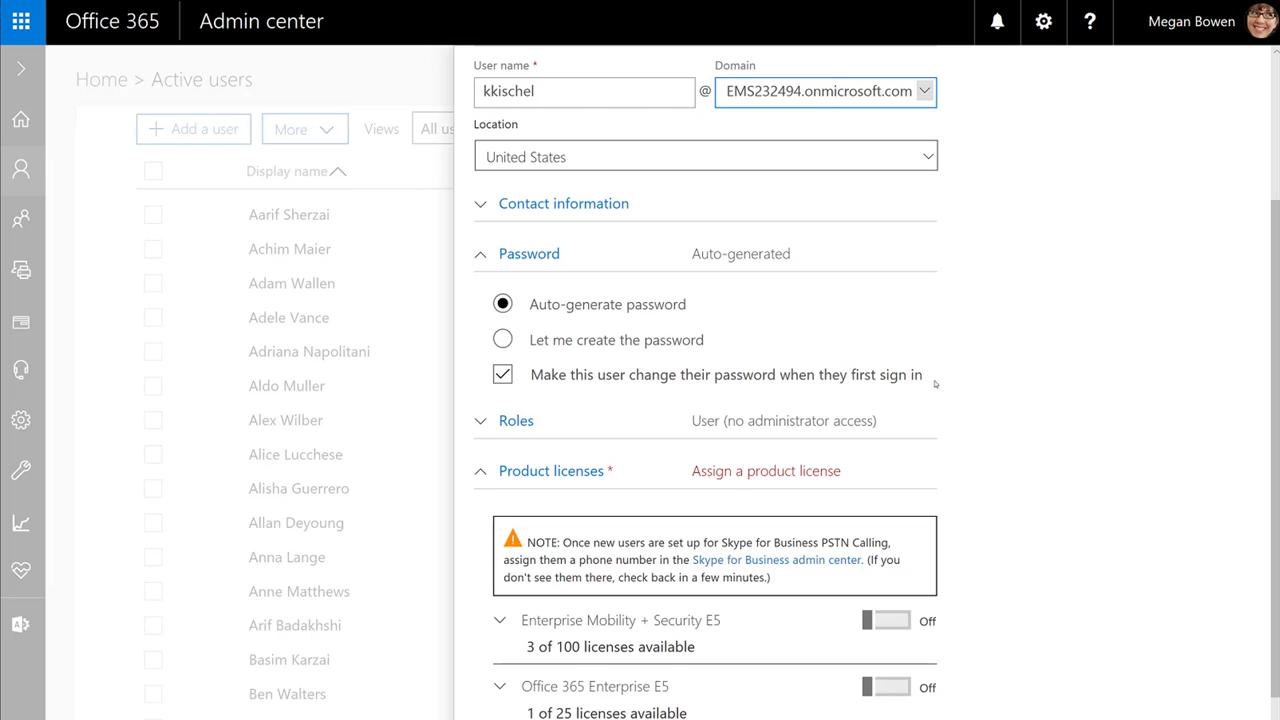 Office 365 Admin center ? Megan Bowen
Home > Active users
User name * Domain
kkischel @ EMS232494.onmicrosoft.com
Location
United States
Contact information
Password Auto-generated
Auto-generate password
Let me create the password
Make this user change their password when they first sign in
Roles User (no administrator access)
Product licenses * Assign a product license
NOTE: Once new users are set up for Skype for Business PSTN Calling,
assign them a phone number in the Skype for Business admin center. (If you
don't see them there, check back in a few minutes.)
Enterprise Mobility + Security E5 Off
3 of 100 licenses available
Office 365 Enterprise E5 Off
1 of 25 licenses available
+ Add a user More Views All us
Display name
Aarif Sherzai
Achim Maier
Adam Wallen
Adele Vance
Adriana Napolitani
Aldo Muller
Alex Wilber
Alice Lucchese
Alisha Guerrero
Allan Deyoung
Anna Lange
Anne Matthews
Arif Badakhshi
Basim Karzai
Ben Walters